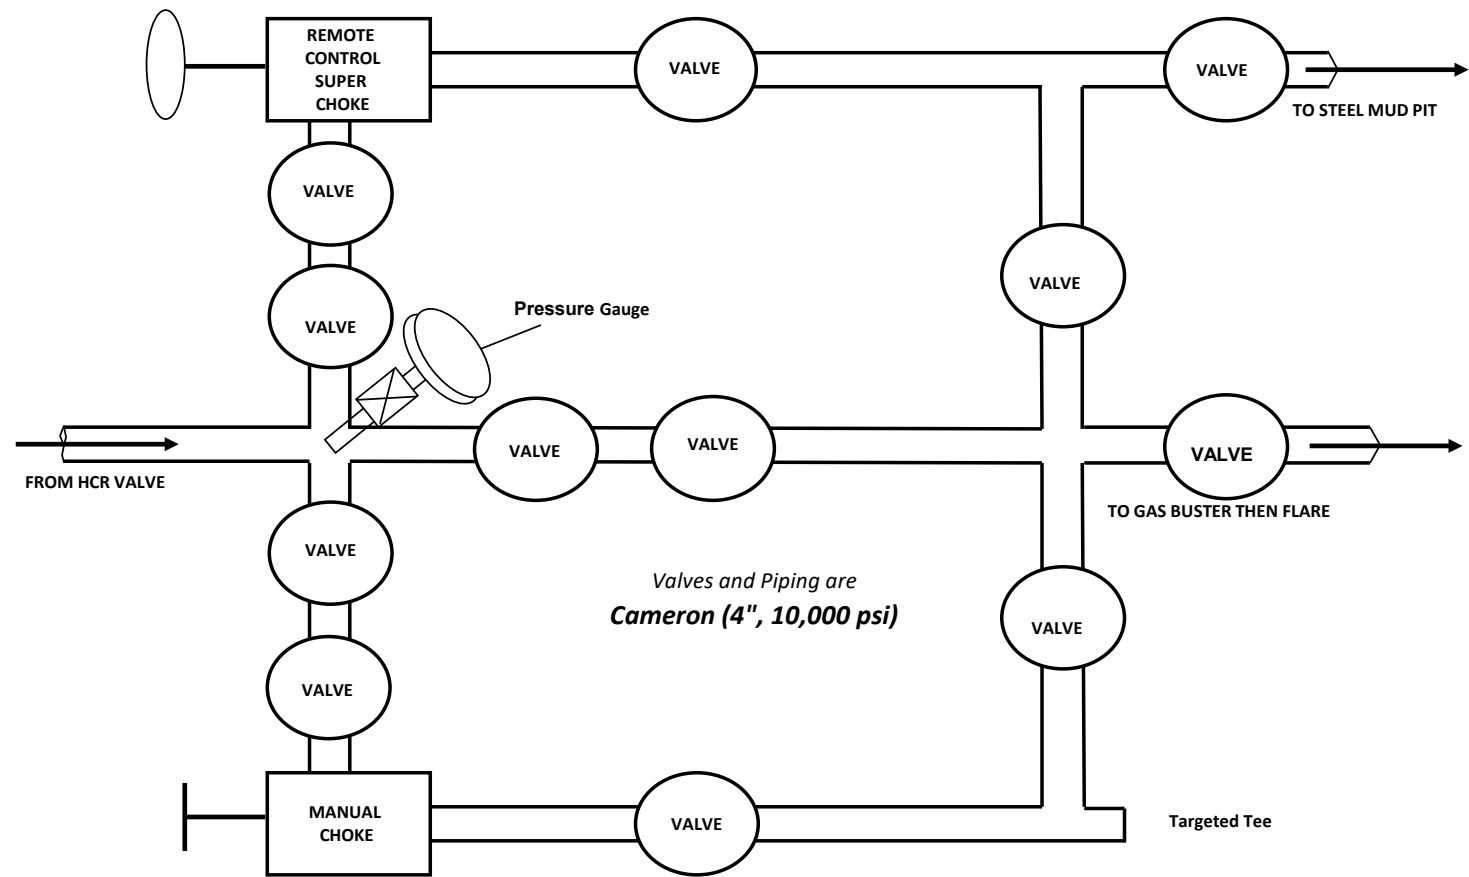 REMOTE
CONTROL
SUPER
CHOKE
VALVE
VALVE
TO STEEL MUD PIT
VALVE
VALVE
VALVE
Pressure Gauge
VALVE
VALVE
VALVE
FROM HCR VALVE
TO GAS BUSTER THEN FLARE
VALVE
Valves and Piping are
Cameron (4", 10,000 psi)
VALVE
VALVE
MANUAL
CHOKE
VALVE
Targeted Tee